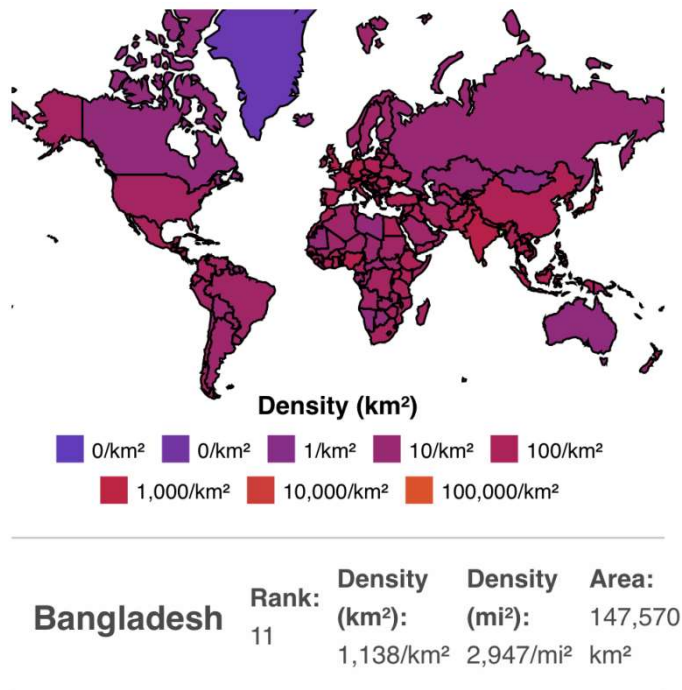 Density (km²)
0/km² 0/km² 1/km² 10/km² 100/km²
1,000/km² 10,000/km² 100,000/km²
Bangladesh
Rank:
11
Density
(km²):
1,138/km²
Density
(mi²):
2,947/mi²
Area:
147,570
km²